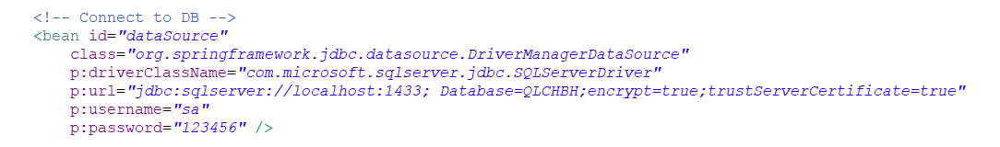 <!-- Connect to DB -->
<bean id="dataSource"
class="org.springframework.jdbc.datasource.DriverManagerDataSource"
p:driverClassName="com.microsoft.sqlserver.jdbc.SQLServerDriver"
p:url="jdbc:sqlserver://localhost:1433; Database=QLCHBH;encrypt=true;trustServerCertificate=true"
p:username="sa"
p:password="123456" />